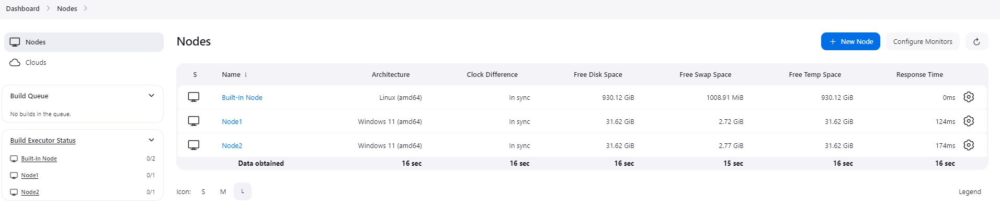 Dashboard > Nodes >
Nodes
Clouds
Build Queue
No builds in the queue.
Build Executor Status
Built-In Node 0/2
Node1 0/1
Node2 0/1
Nodes
+ New Node
Configure Monitors
S Name ↓ Architecture Clock Difference Free Disk Space Free Swap Space Free Temp Space Response Time
Built-In Node Linux (amd64) In sync 930.12 GiB 1008.91 MiB 930.12 GiB 0ms
Node1 Windows 11 (amd64) In sync 31.62 GiB 2.72 GiB 31.62 GiB 124ms
Node2 Windows 11 (amd64) In sync 31.62 GiB 2.77 GiB 31.62 GiB 174ms
Data obtained 16 sec 16 sec 16 sec 15 sec 16 sec 16 sec
Icon: S M L
Legend